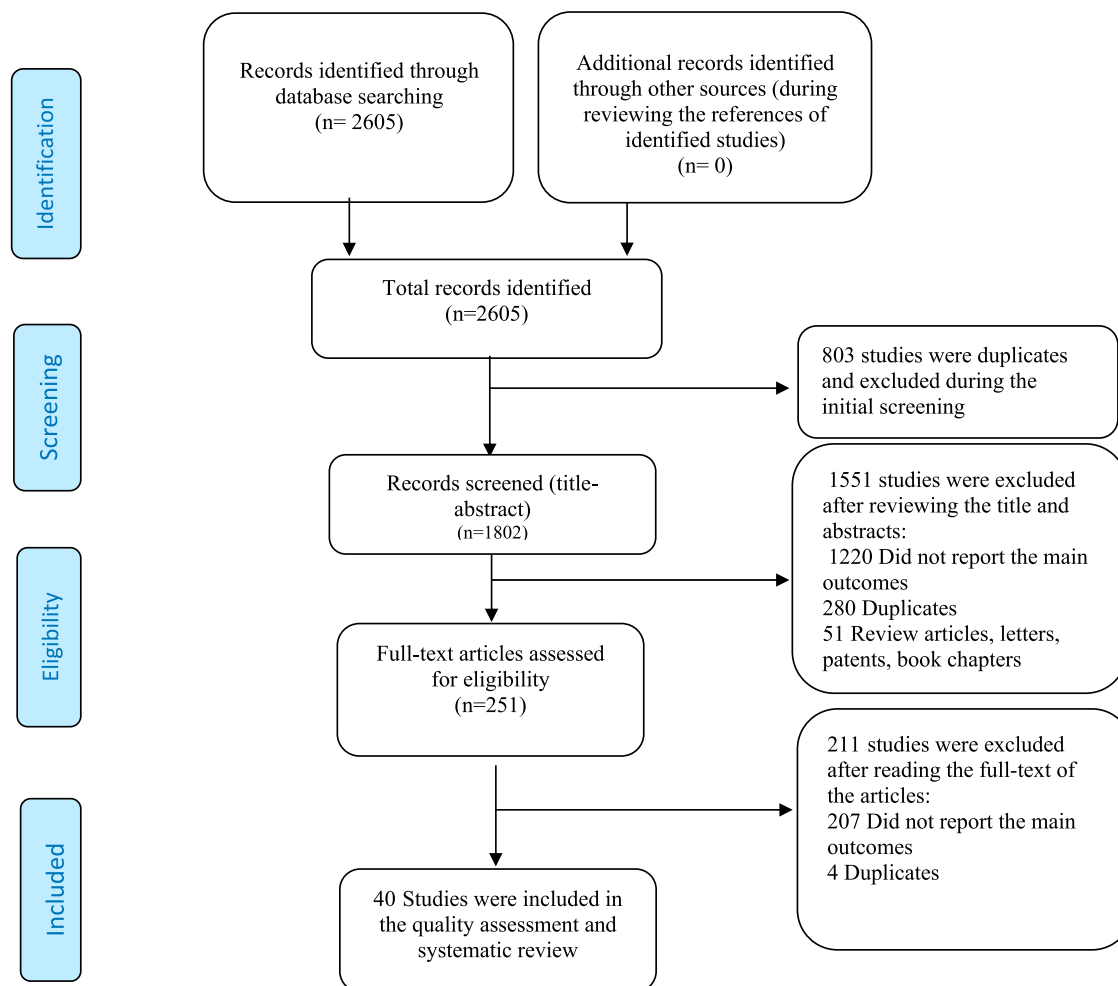 Identification
Records identified through
database searching
(n= 2605)
Additional records identified
through other sources (during
reviewing the references of
identified studies)
(n= 0)
Total records identified
(n=2605)
Screening
803 studies were duplicates
and excluded during the
initial screening
Records screened (title-
abstract)
(n=1802)
1551 studies were excluded
after reviewing the title and
abstracts:
1220 Did not report the main
outcomes
280 Duplicates
51 Review articles, letters,
patents, book chapters
Eligibility
Full-text articles assessed
for eligibility
(n=251)
211 studies were excluded
after reading the full-text of
the articles:
207 Did not report the main
outcomes
4 Duplicates
Included
40 Studies were included in
the quality assessment and
systematic review